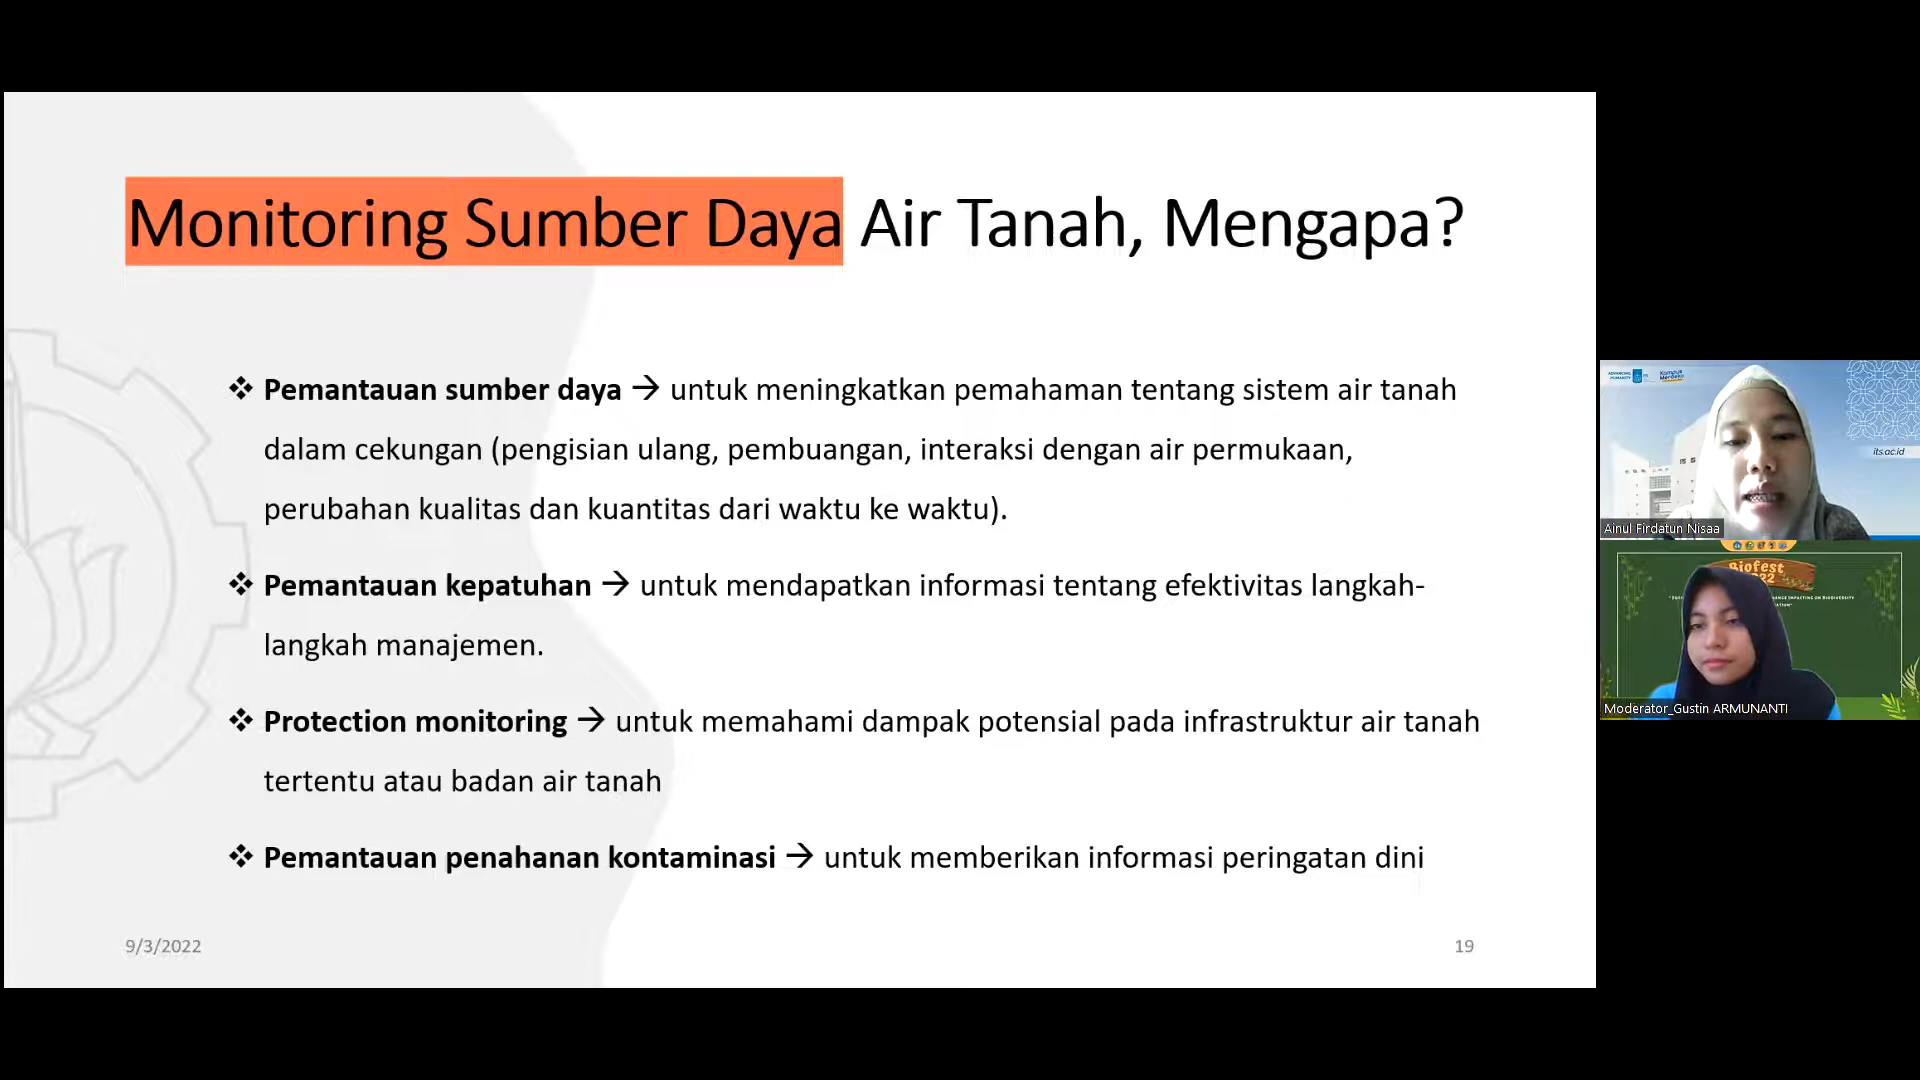 Monitoring Sumber Daya Air Tanah, Mengapa?
❖ Pemantauan sumber daya → untuk meningkatkan pemahaman tentang sistem air tanah
dalam cekungan (pengisian ulang, pembuangan, interaksi dengan air permukaan,
perubahan kualitas dan kuantitas dari waktu ke waktu).
❖ Pemantauan kepatuhan → untuk mendapatkan informasi tentang efektivitas langkah-
langkah manajemen.
❖ Protection monitoring → untuk memahami dampak potensial pada infrastruktur air tanah
tertentu atau badan air tanah
❖ Pemantauan penahanan kontaminasi → untuk memberikan informasi peringatan dini
9/3/2022
19
ADVANCING HUMANITY
Kampus Merdeka
its.ac.id
Ainul Firdatun Nisaa
Biofest
Moderator_Gustin ARMUNANTI